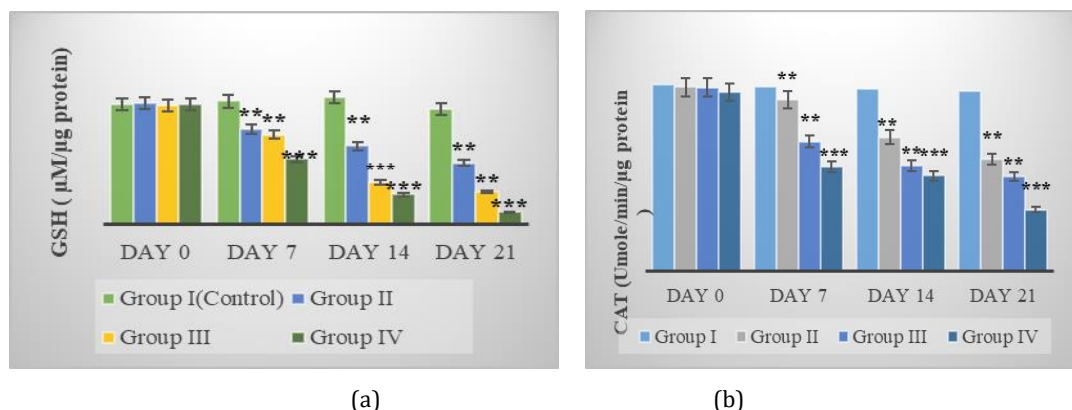 GSH ( µM/µg protein)
** **
***
**
***
***
**
**
***
DAY 0 DAY 7 DAY 14 DAY 21
Group I(Control) Group II
Group III Group IV
(a)
CAT (Umole/min/µg protein
)
**
**
***
**
** ***
**
**
***
DAY 0 DAY 7 DAY 14 DAY 21
Group I Group II Group III Group IV
(b)